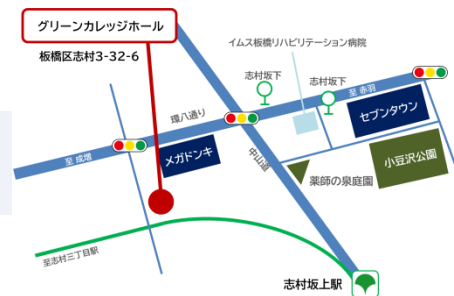 グリーンカレッジホール
板橋区志村3-32-6
イムス板橋リハビリテーション病院
志村坂下
志村坂下
至 赤羽
環八通り
セブンタウン
至 成増
メガドンキ
中山道
小豆沢公園
薬師の泉庭園
至志村三丁目駅
志村坂上駅